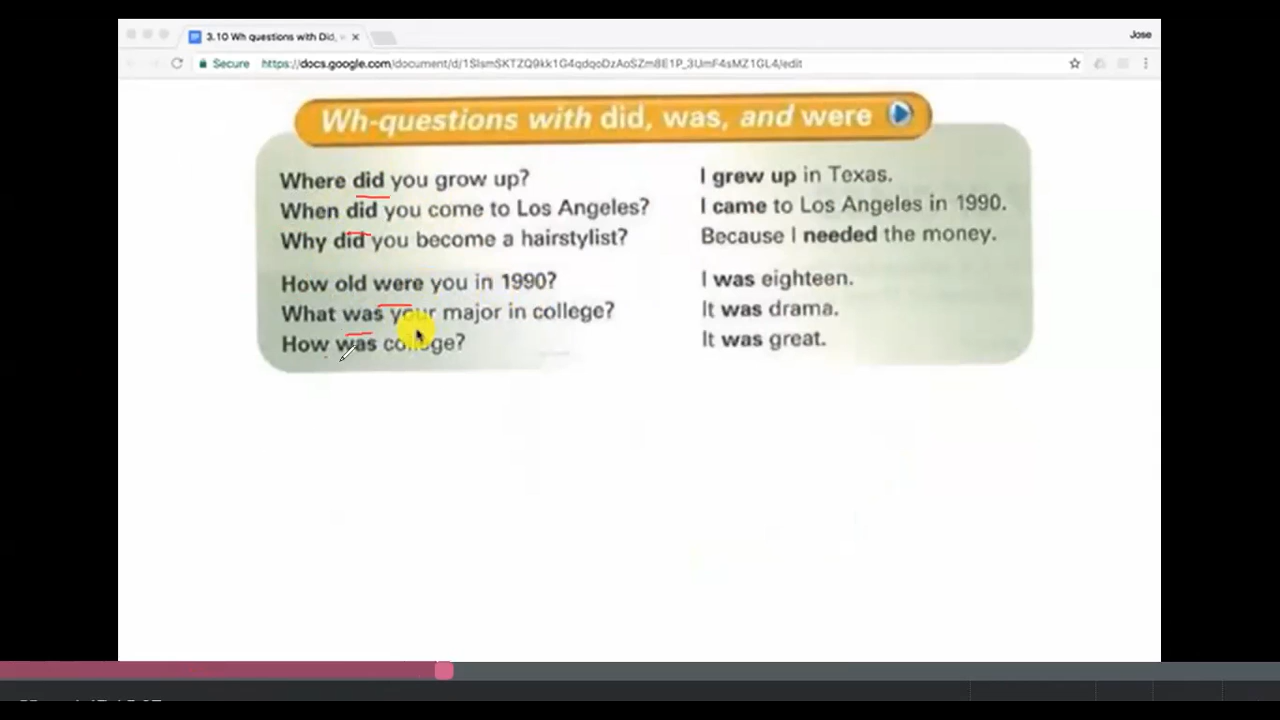 3.10 Wh questions with Did,
Jose
Secure https://docs.google.com/document/d/1SlsmSKTZQ9kk1G4qdqoDzAoSZm8E1P_3UmF4sMZ1GL4/edit
Wh-questions with did, was, and were
Where did you grow up?
When did you come to Los Angeles?
Why did you become a hairstylist?
How old were you in 1990?
What was your major in college?
How was college?
I grew up in Texas.
I came to Los Angeles in 1990.
Because I needed the money.
I was eighteen.
It was drama.
It was great.